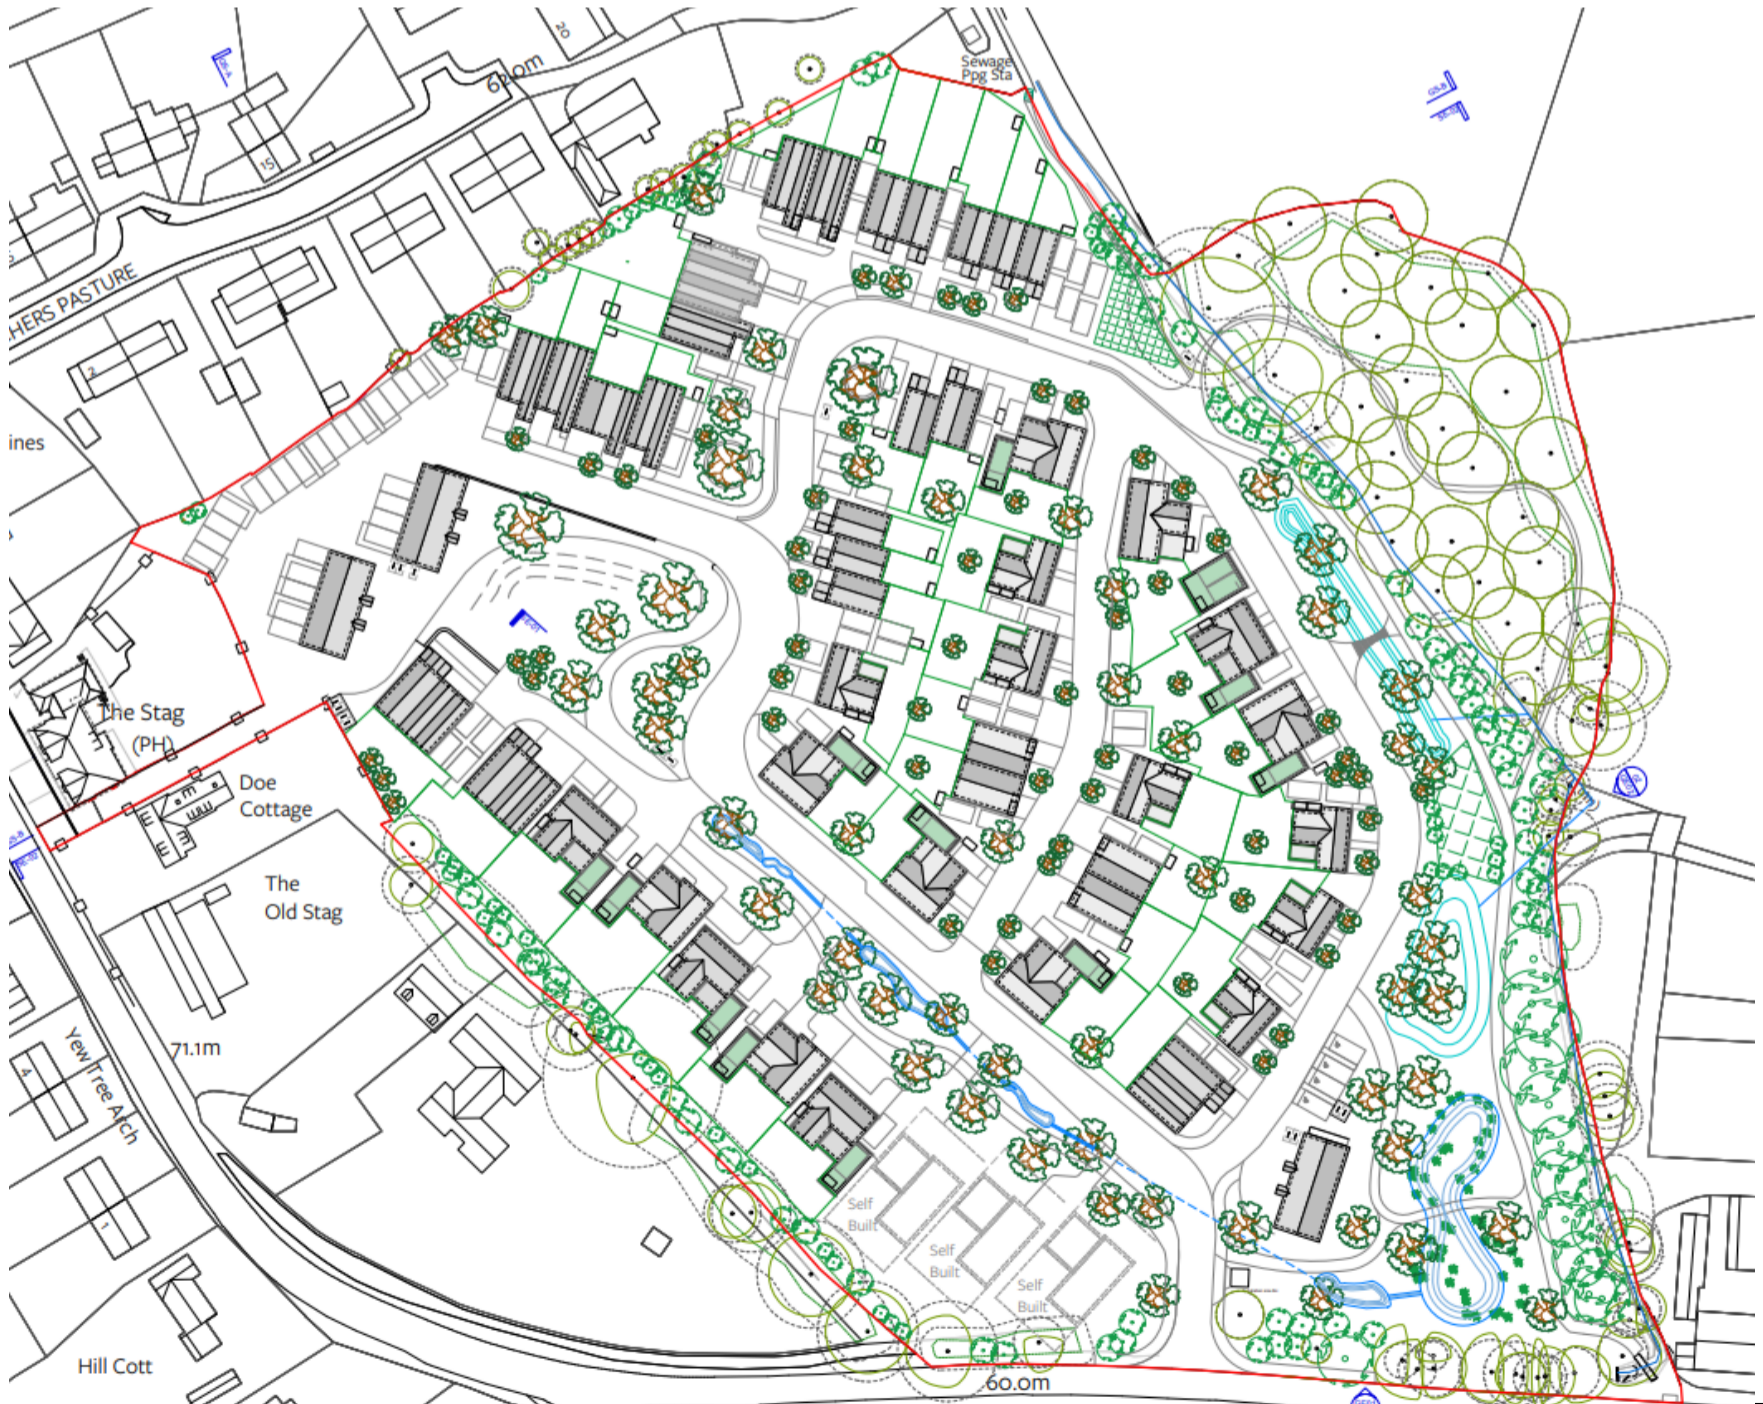 20
62.0m
Sewage
Ppg Sta
15
HERS PASTURE
2
ines
The Stag
(PH)
Doe
Cottage
The
Old Stag
71.1m
Yew Tree Arch
4
1
Self
Built
Self
Built
Self
Built
Hill Cott
60.0m